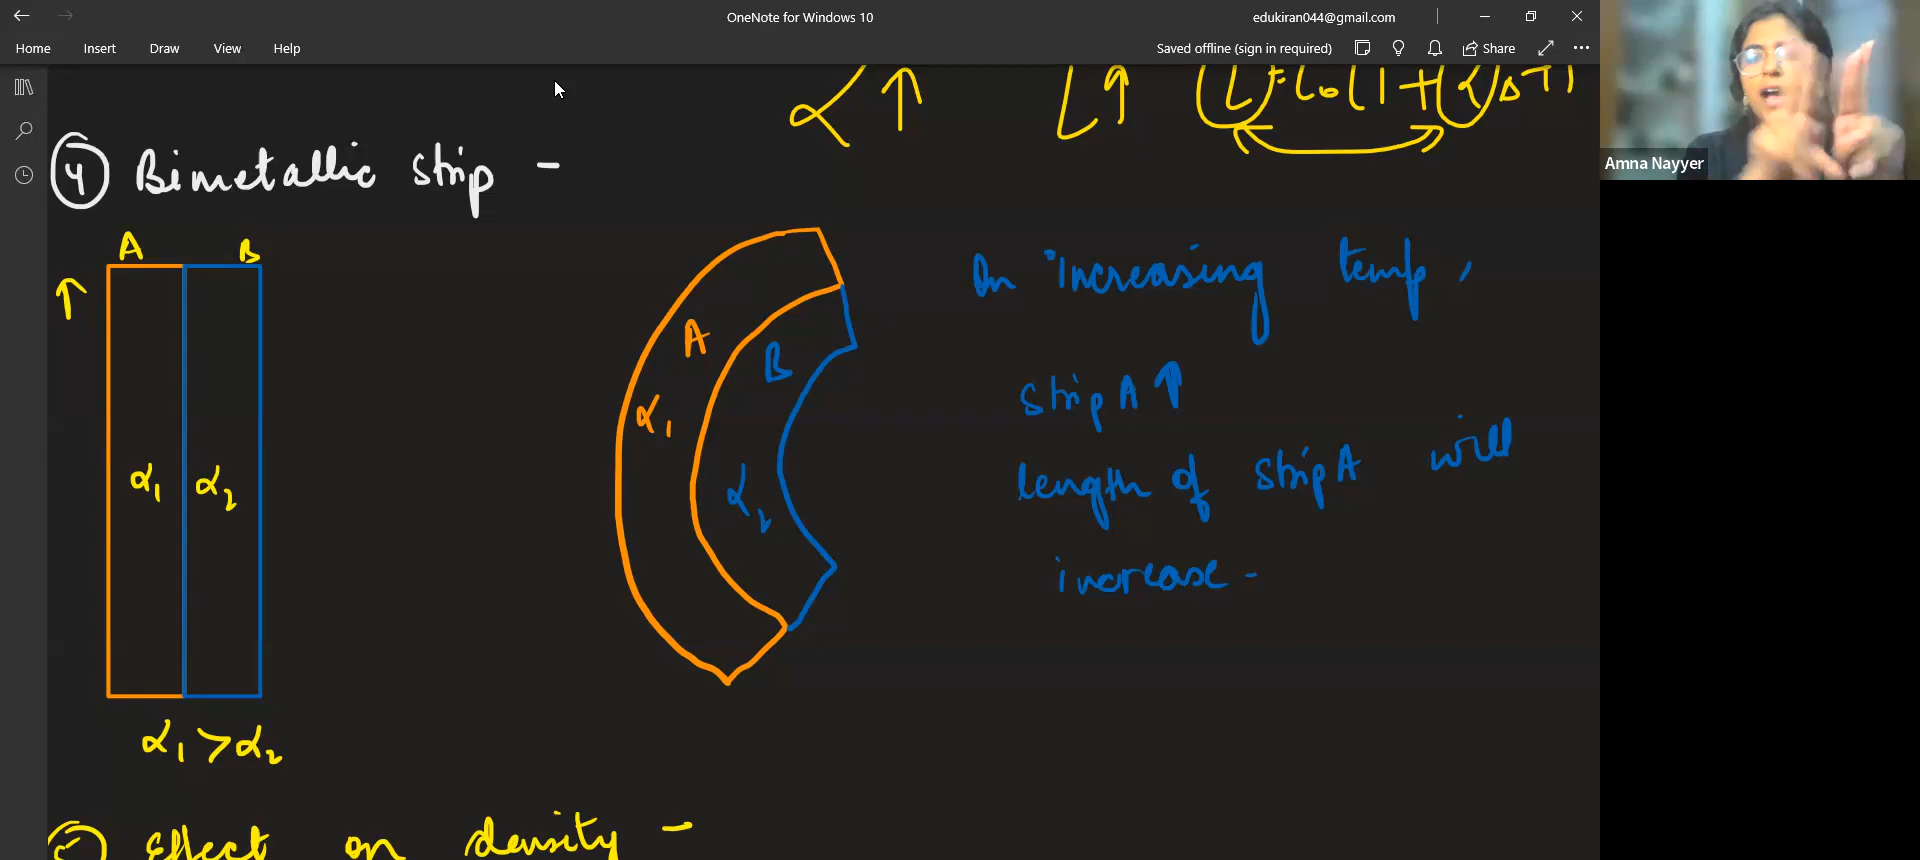 OneNote for Windows 10
edukiran044@gmail.com
Home Insert Draw View Help
Saved offline (sign in required)
Share
α↑ L↑ L=L₀(1+αΔT)
④ Bimetallic strip -
A B
↑
α₁ α₂
α₁ > α₂
A B
α₁
α₂
On increasing temp,
strip A ↑
length of strip A will
increase -
Effect on density -
Amna Nayyer